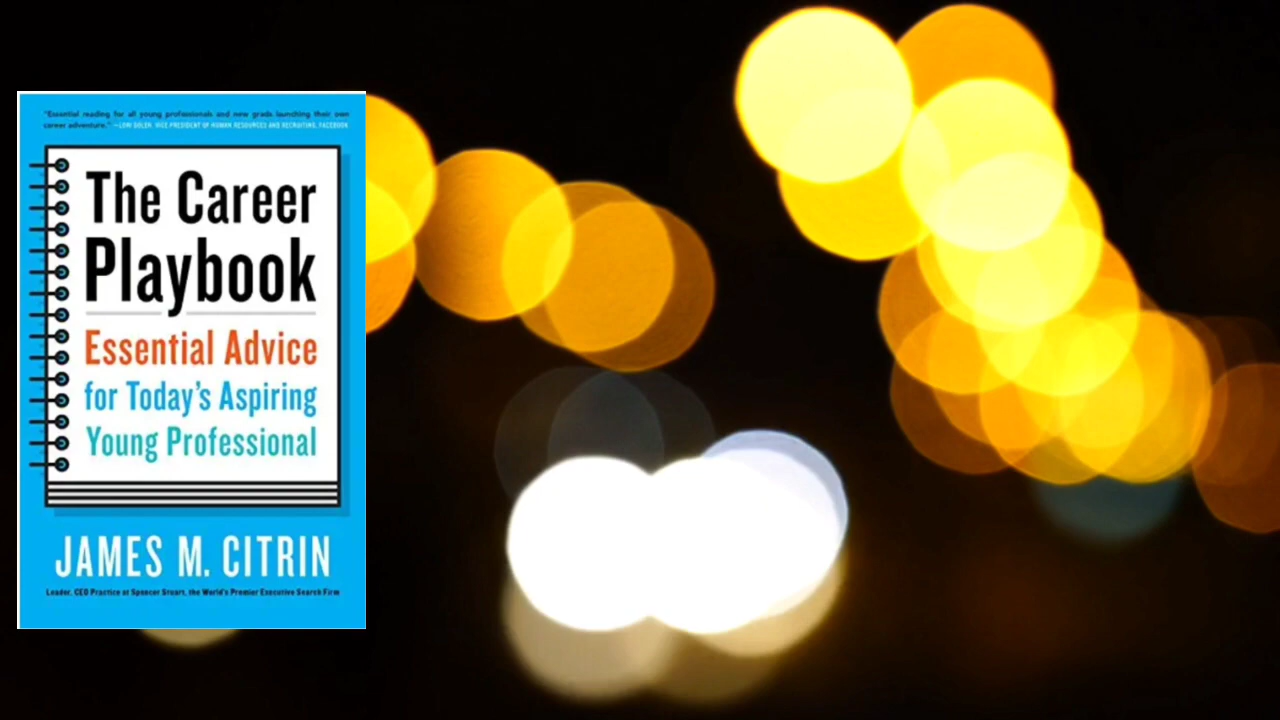 "Essential reading for all young professionals and new grads launching their own
career adventure." —LORI GOLER, VICE PRESIDENT OF HUMAN RESOURCES AND RECRUITING, FACEBOOK
The Career
Playbook
Essential Advice
for Today's Aspiring
Young Professional
JAMES M. CITRIN
Leader, CEO Practice at Spencer Stuart, the World's Premier Executive Search Firm